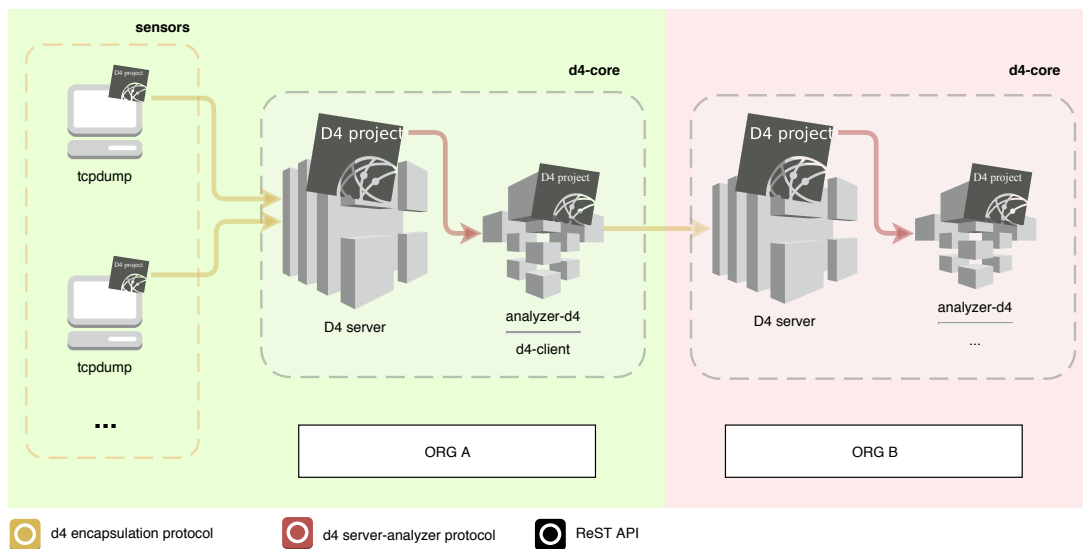 sensors
D4 project
tcpdump
D4 project
tcpdump
...
d4-core
D4 project
D4 server
D4 project
analyzer-d4
d4-client
ORG A
d4-core
D4 project
D4 server
D4 project
analyzer-d4
...
ORG B
d4 encapsulation protocol
d4 server-analyzer protocol
ReST API